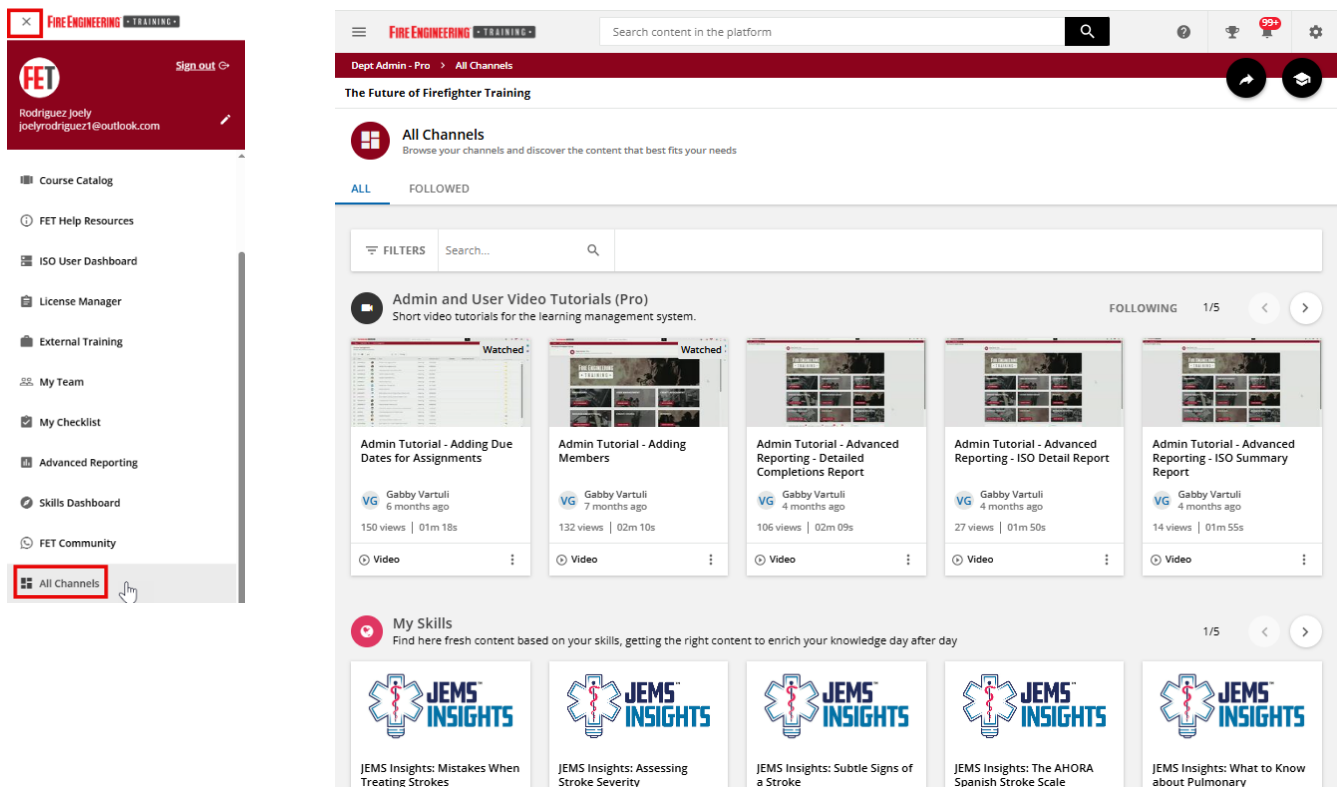 FIRE ENGINEERING • TRAINING •
FET
Sign out
Rodriguez Joely
joelyrodriguez1@outlook.com
Course Catalog
FET Help Resources
ISO User Dashboard
License Manager
External Training
My Team
My Checklist
Advanced Reporting
Skills Dashboard
FET Community
All Channels
FIRE ENGINEERING • TRAINING •
Search content in the platform
99+
Dept Admin - Pro > All Channels
The Future of Firefighter Training
All Channels
Browse your channels and discover the content that best fits your needs
ALL FOLLOWED
FILTERS Search...
Admin and User Video Tutorials (Pro)
Short video tutorials for the learning management system.
FOLLOWING 1/5
Watched
Admin Tutorial - Adding Due
Dates for Assignments
VG Gabby Vartuli
6 months ago
150 views | 01m 18s
Video
Watched
FIRE ENGINEERING
• TRAINING •
Admin Tutorial - Adding
Members
VG Gabby Vartuli
7 months ago
132 views | 02m 10s
Video
Admin Tutorial - Advanced
Reporting - Detailed
Completions Report
VG Gabby Vartuli
4 months ago
106 views | 02m 09s
Video
Admin Tutorial - Advanced
Reporting - ISO Detail Report
VG Gabby Vartuli
4 months ago
27 views | 01m 50s
Video
Admin Tutorial - Advanced
Reporting - ISO Summary
Report
VG Gabby Vartuli
4 months ago
14 views | 01m 55s
Video
My Skills
Find here fresh content based on your skills, getting the right content to enrich your knowledge day after day
1/5
JEMS™
INSIGHTS
JEMS Insights: Mistakes When
Treating Strokes
JEMS™
INSIGHTS
JEMS Insights: Assessing
Stroke Severity
JEMS™
INSIGHTS
JEMS Insights: Subtle Signs of
a Stroke
JEMS™
INSIGHTS
JEMS Insights: The AHORA
Spanish Stroke Scale
JEMS™
INSIGHTS
JEMS Insights: What to Know
about Pulmonary